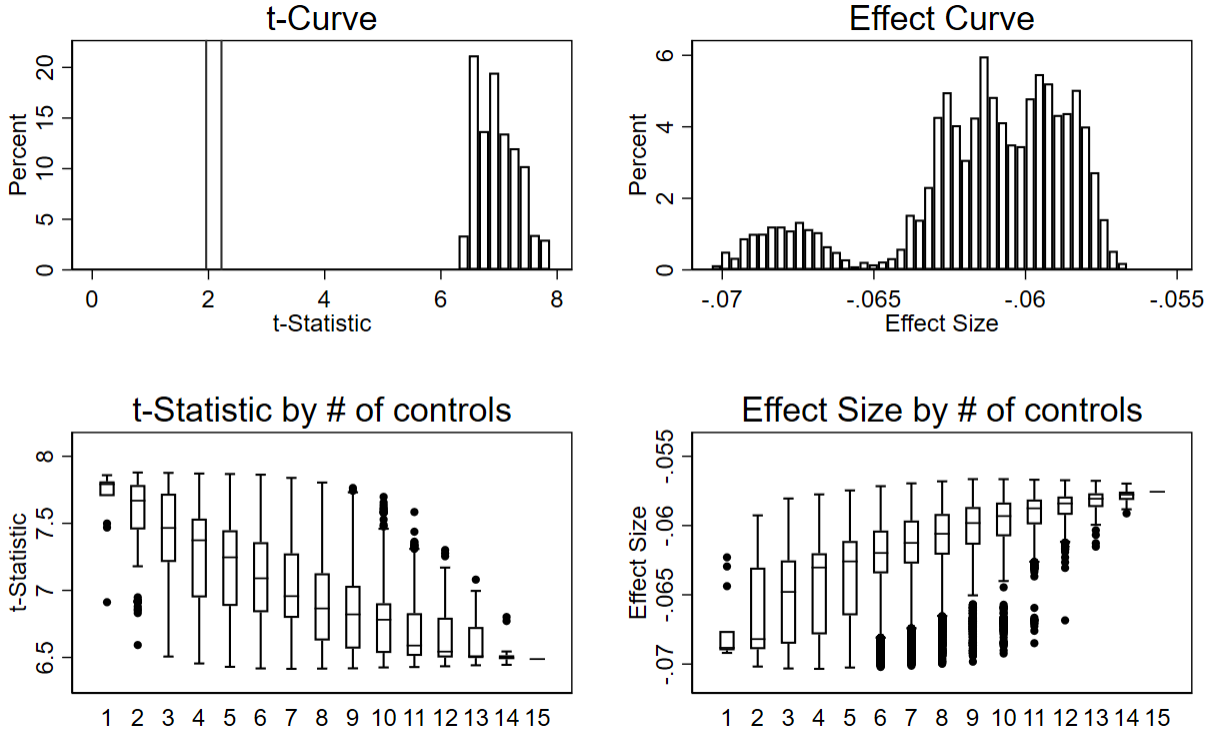 t-Curve
Percent
20
15
10
5
0
0 2 4 6 8
t-Statistic
Effect Curve
Percent
6
4
2
0
-.07 -.065 -.06 -.055
Effect Size
t-Statistic by # of controls
t-Statistic
8
7.5
7
6.5
1 2 3 4 5 6 7 8 9 10 11 12 13 14 15
Effect Size by # of controls
Effect Size
-.055
-.06
-.065
-.07
1 2 3 4 5 6 7 8 9 10 11 12 13 14 15